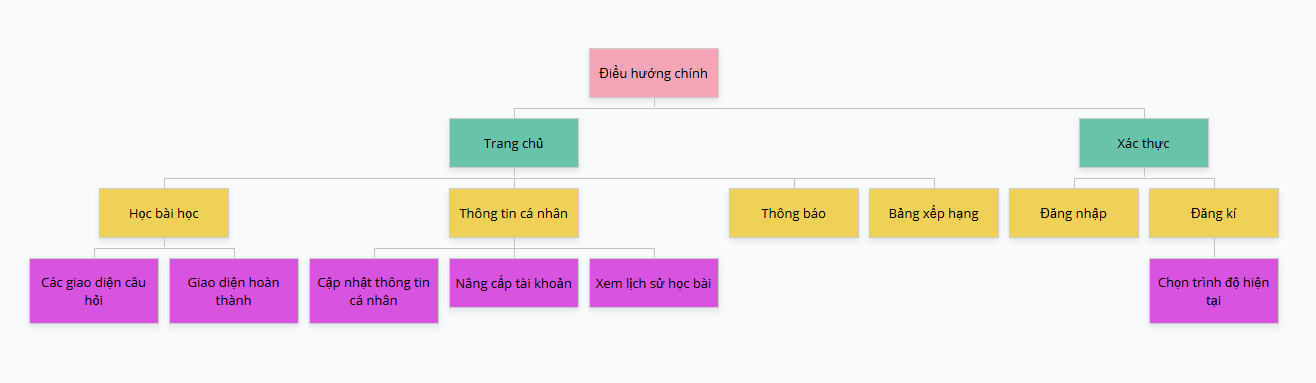 Điều hướng chính
Trang chủ
Xác thực
Học bài học
Thông tin cá nhân
Thông báo
Bảng xếp hạng
Đăng nhập
Đăng kí
Các giao diện câu
hỏi
Giao diện hoàn
thành
Cập nhật thông tin
cá nhân
Nâng cấp tài khoản
Xem lịch sử học bài
Chọn trình độ hiện
tại